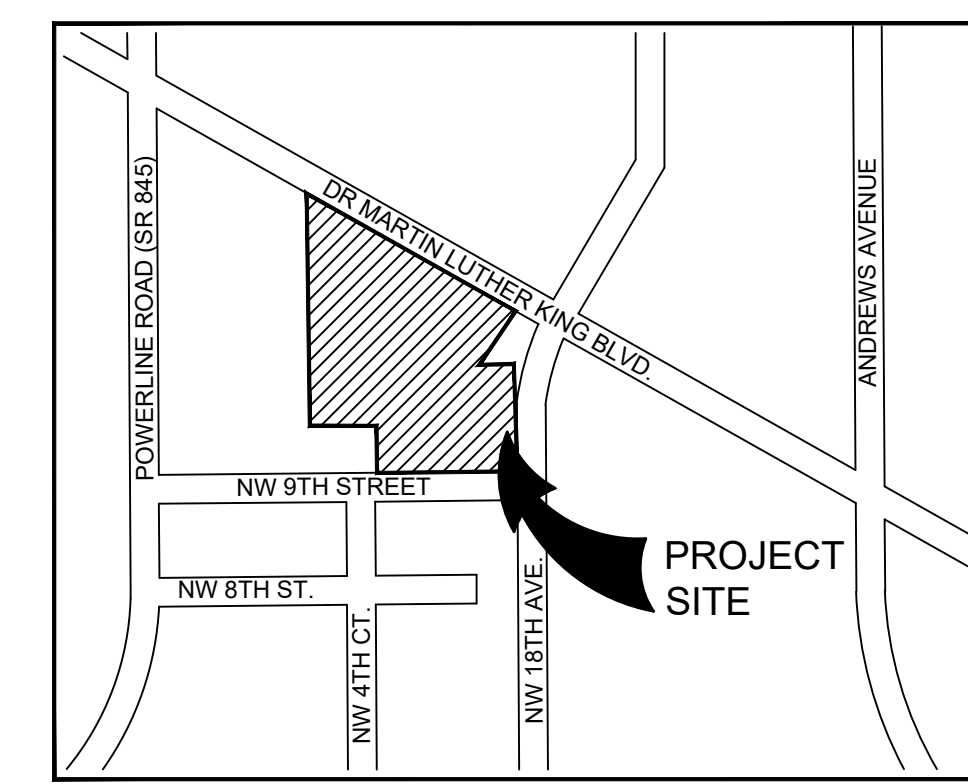 POWERLINE ROAD (SR 845)
DR MARTIN LUTHER KING BLVD.
ANDREWS AVENUE
NW 9TH STREET
NW 8TH ST.
NW 4TH CT.
NW 18TH AVE.
PROJECT
SITE